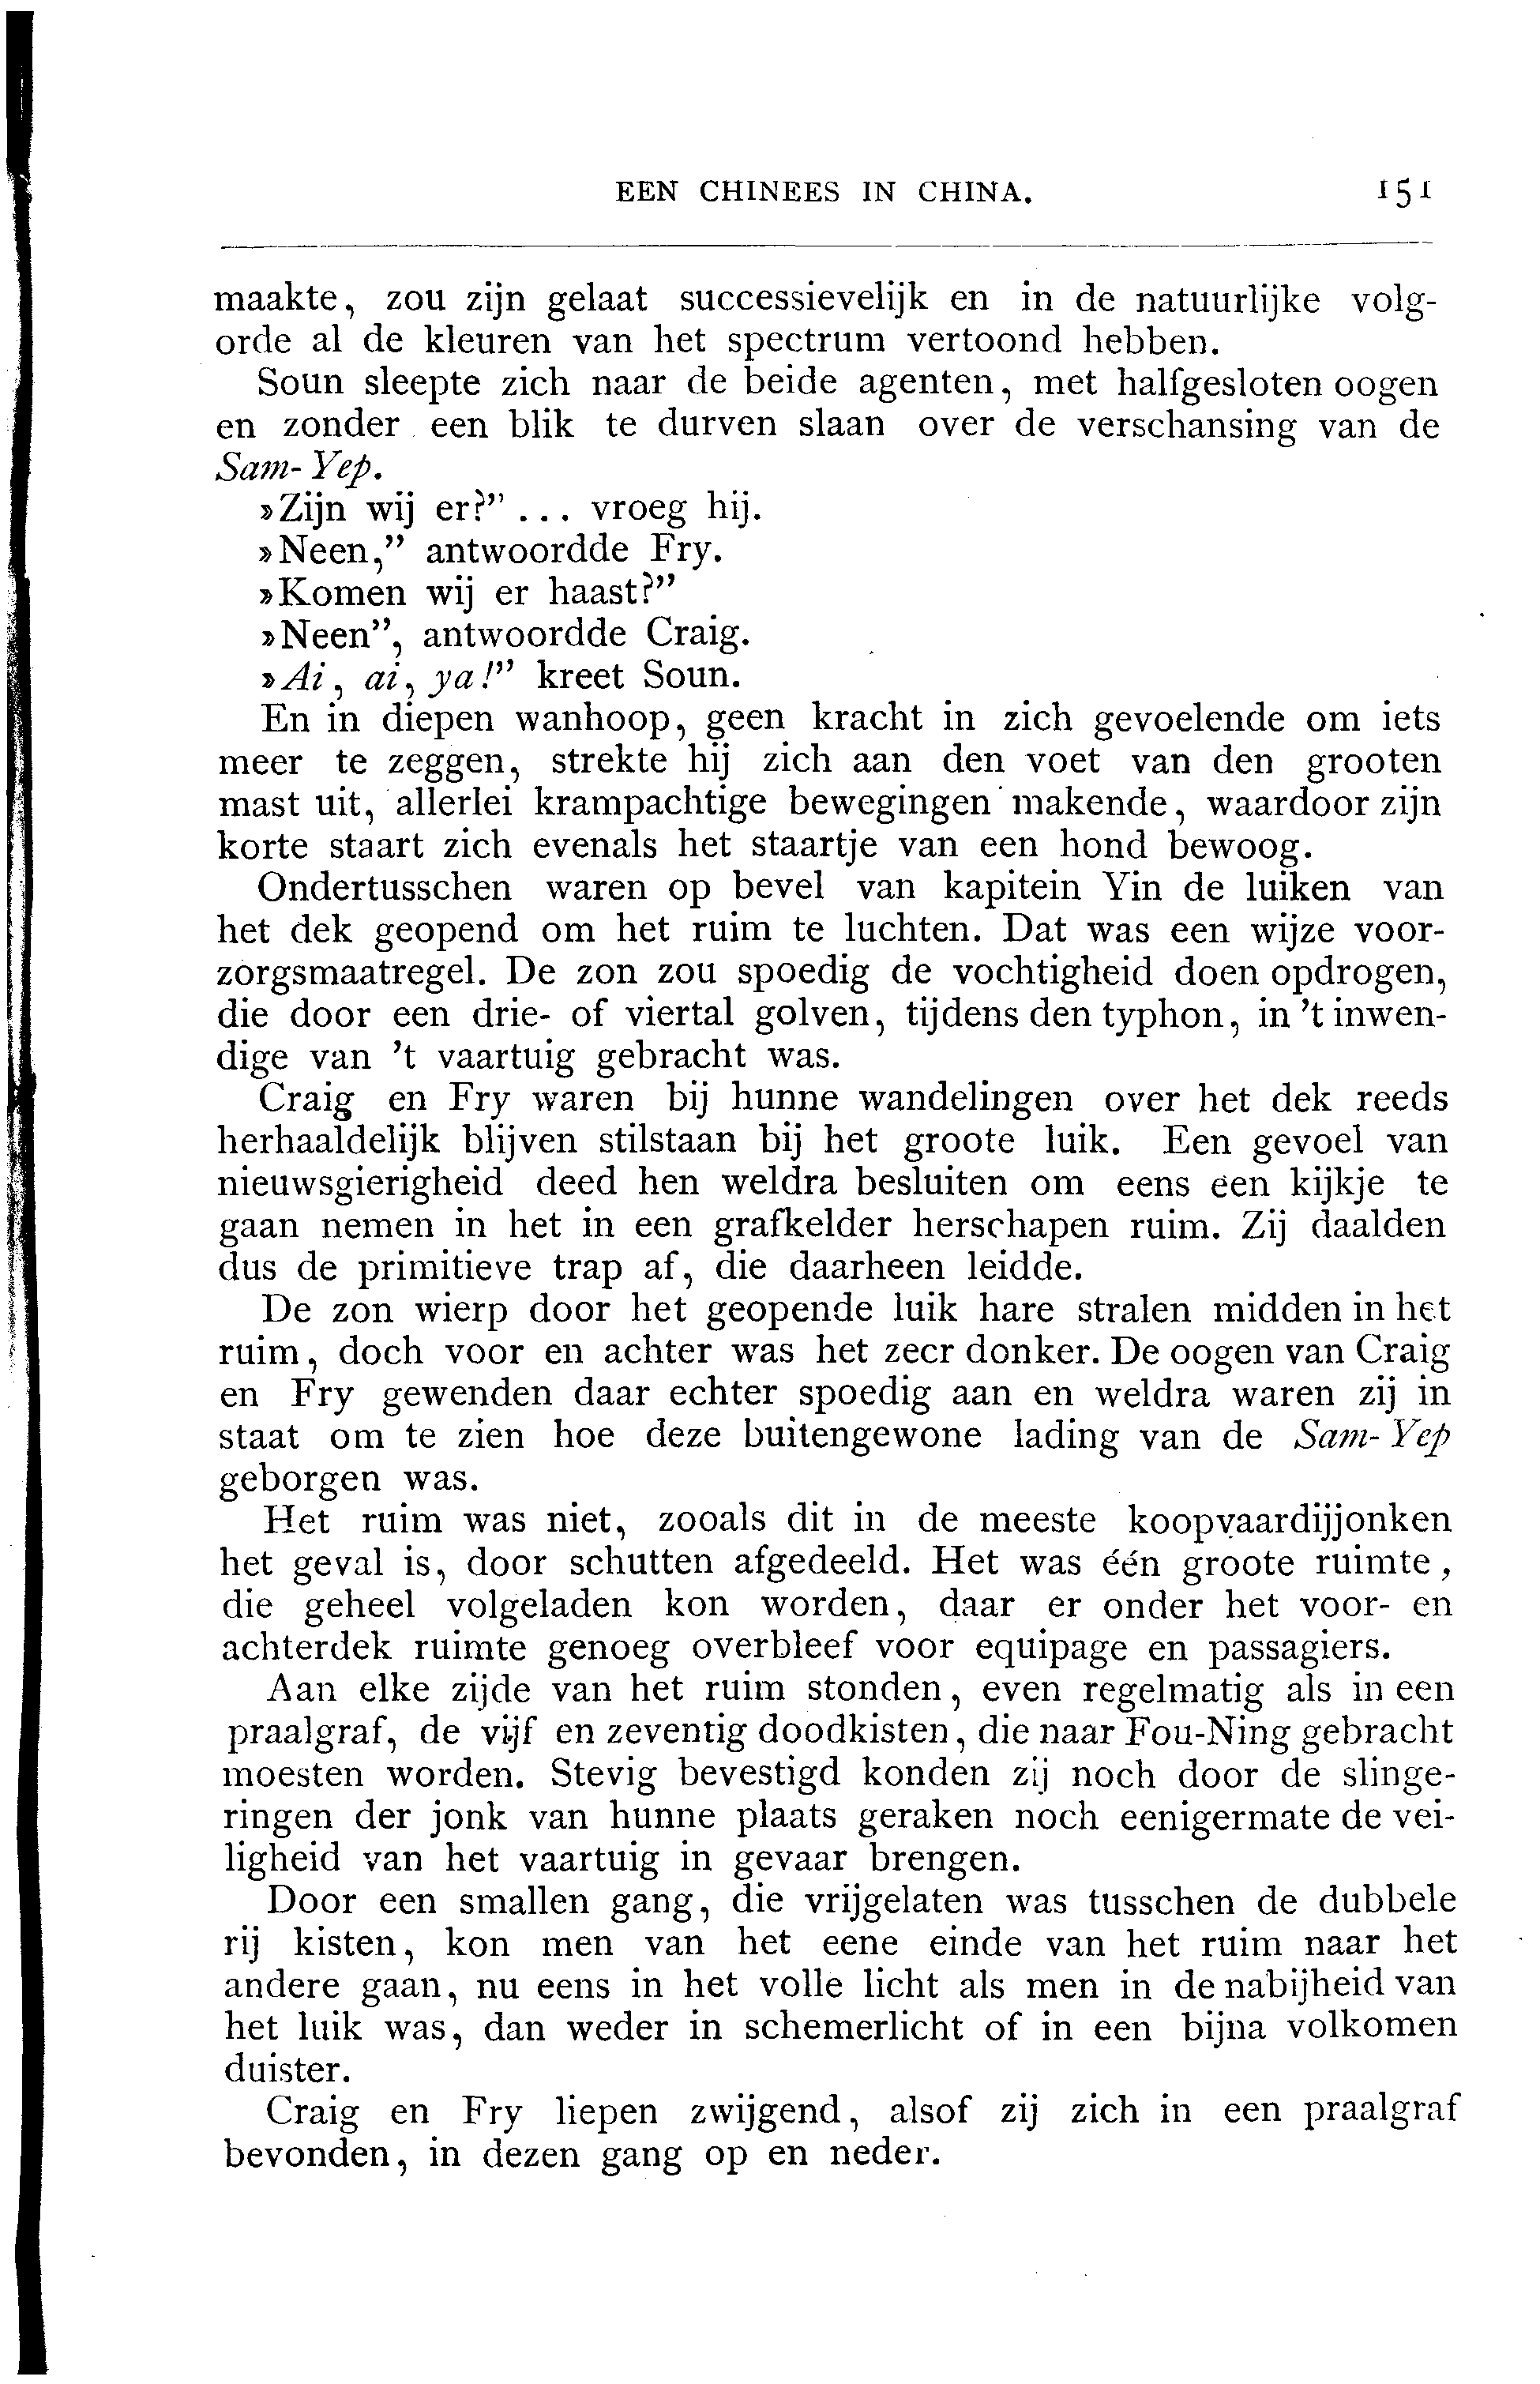 EEN CHINEES IN CHINA. 151
maakte, zou zijn gelaat successievelijk en in de natuurlijke volg-
orde al de kleuren van het spectrum vertoond hebben.
Soun sleepte zich naar de beide agenten, met halfgesloten oogen
en zonder een blik te durven slaan over de verschansing van de
Sam-Yep.
»Zijn wij er?” ... vroeg hij.
»Neen,” antwoordde Fry.
»Komen wij er haast?”
»Neen”, antwoordde Craig.
»Ai, ai, ya!” kreet Soun.
En in diepen wanhoop, geen kracht in zich gevoelende om iets
meer te zeggen, strekte hij zich aan den voet van den grooten
mast uit, allerlei krampachtige bewegingen makende, waardoor zijn
korte staart zich evenals het staartje van een hond bewoog.
Ondertusschen waren op bevel van kapitein Yin de luiken van
het dek geopend om het ruim te luchten. Dat was een wijze voor-
zorgsmaatregel. De zon zou spoedig de vochtigheid doen opdrogen,
die door een drie- of viertal golven, tijdens den typhon, in 't inwen-
dige van 't vaartuig gebracht was.
Craig en Fry waren bij hunne wandelingen over het dek reeds
herhaaldelijk blijven stilstaan bij het groote luik. Een gevoel van
nieuwsgierigheid deed hen weldra besluiten om eens een kijkje te
gaan nemen in het in een grafkelder herschapen ruim. Zij daalden
dus de primitieve trap af, die daarheen leidde.
De zon wierp door het geopende luik hare stralen midden in het
ruim, doch voor en achter was het zeer donker. De oogen van Craig
en Fry gewenden daar echter spoedig aan en weldra waren zij in
staat om te zien hoe deze buitengewone lading van de Sam-Yep
geborgen was.
Het ruim was niet, zooals dit in de meeste koopvaardijjonken
het geval is, door schutten afgedeeld. Het was één groote ruimte,
die geheel volgeladen kon worden, daar er onder het voor- en
achterdek ruimte genoeg overbleef voor equipage en passagiers.
Aan elke zijde van het ruim stonden, even regelmatig als in een
praalgraf, de vijf en zeventig doodkisten, die naar Fou-Ning gebracht
moesten worden. Stevig bevestigd konden zij noch door de slinge-
ringen der jonk van hunne plaats geraken noch eenigermate de vei-
ligheid van het vaartuig in gevaar brengen.
Door een smallen gang, die vrijgelaten was tusschen de dubbele
rij kisten, kon men van het eene einde van het ruim naar het
andere gaan, nu eens in het volle licht als men in de nabijheid van
het luik was, dan weder in schemerlicht of in een bijna volkomen
duister.
Craig en Fry liepen zwijgend, alsof zij zich in een praalgraf
bevonden, in dezen gang op en neder.